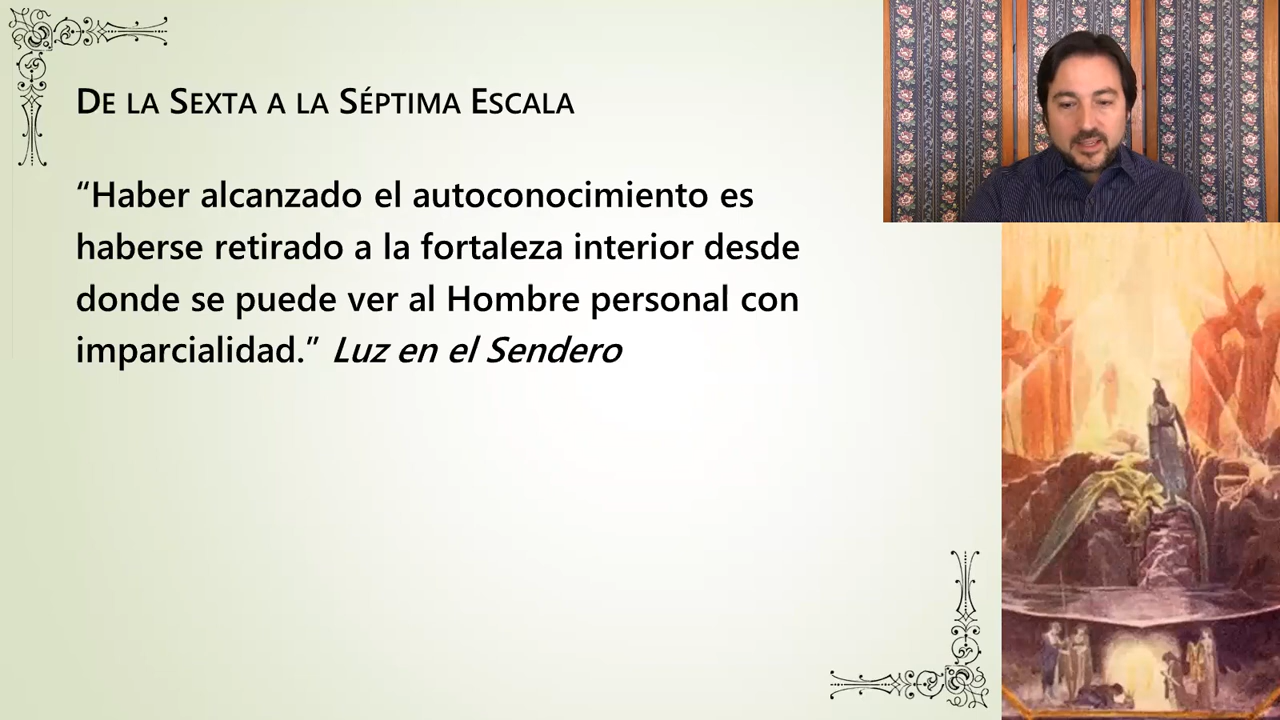 De la Sexta a la Séptima Escala
“Haber alcanzado el autoconocimiento es
haberse retirado a la fortaleza interior desde
donde se puede ver al Hombre personal con
imparcialidad.” Luz en el Sendero